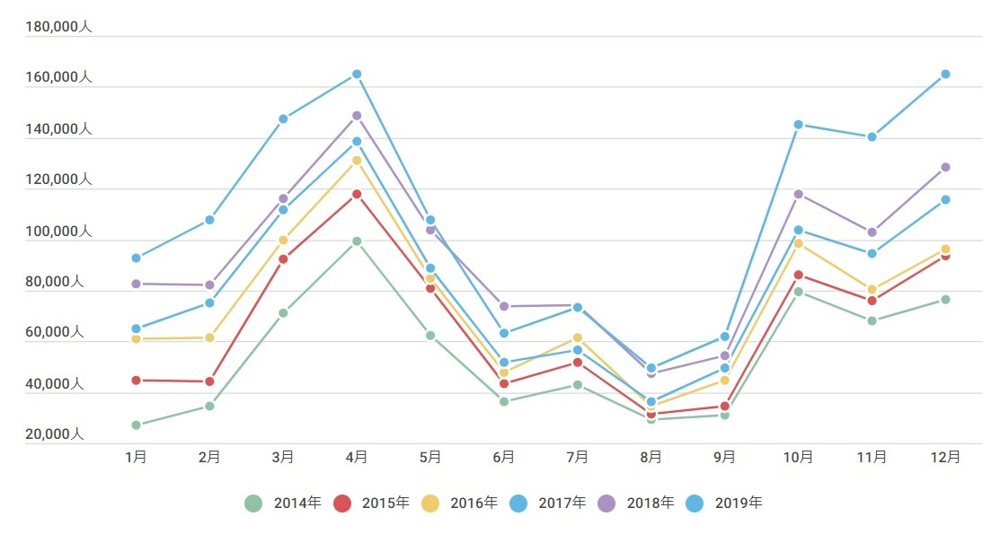 180,000人
160,000人
140,000人
120,000人
100,000人
80,000人
60,000人
40,000人
20,000人
1月 2月 3月 4月 5月 6月 7月 8月 9月 10月 11月 12月
2014年 2015年 2016年 2017年 2018年 2019年